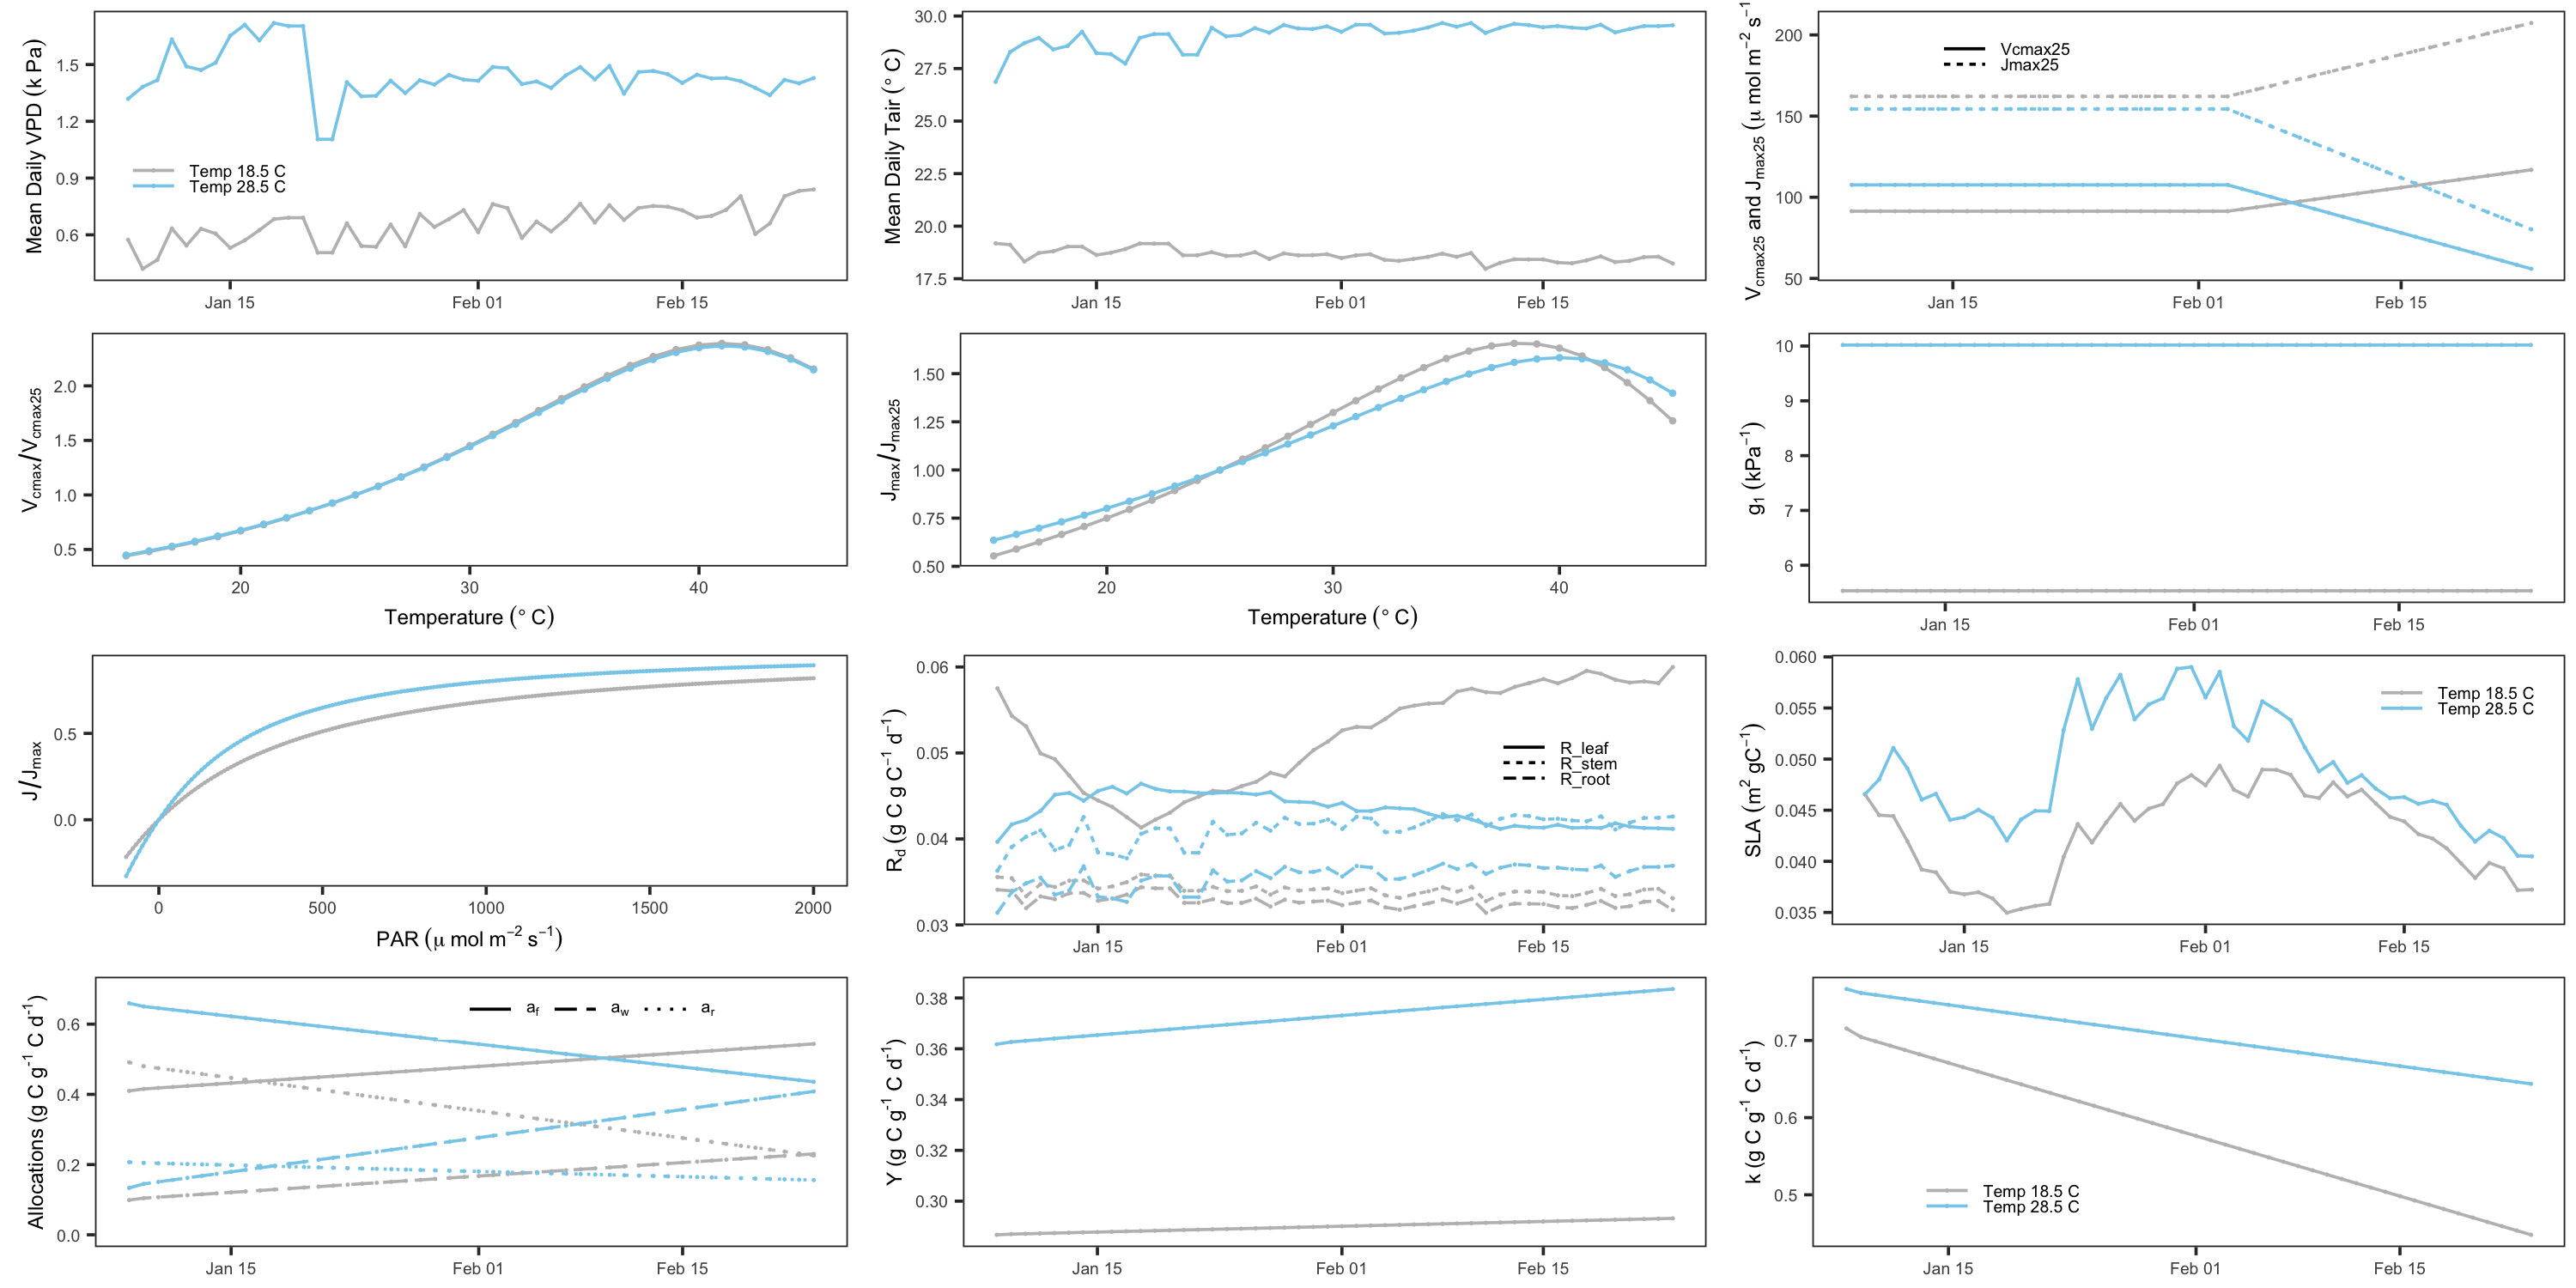 Mean Daily VPD (k Pa)
1.5
1.2
0.9
0.6
Temp 18.5 C
Temp 28.5 C
Jan 15 Feb 01 Feb 15
Mean Daily Tair (° C)
30.0
27.5
25.0
22.5
20.0
17.5
Jan 15 Feb 01 Feb 15
Vcmax25 and Jmax25 (μ mol m−2 s−1
200
150
100
50
Vcmax25
Jmax25
Jan 15 Feb 01 Feb 15
Vcmax/Vcmax25
2.0
1.5
1.0
0.5
20 30 40
Temperature (° C)
Jmax/Jmax25
1.50
1.25
1.00
0.75
0.50
20 30 40
Temperature (° C)
g1 (kPa−1)
10
9
8
7
6
Jan 15 Feb 01 Feb 15
J/Jmax
0.5
0.0
0 500 1000 1500 2000
PAR (μ mol m−2 s−1)
Rd (g C g C−1 d−1)
0.06
0.05
0.04
0.03
R_leaf
R_stem
R_root
Jan 15 Feb 01 Feb 15
SLA (m2 gC−1)
0.060
0.055
0.050
0.045
0.040
0.035
Temp 18.5 C
Temp 28.5 C
Jan 15 Feb 01 Feb 15
Allocations (g C g-1 C d-1)
0.6
0.4
0.2
0.0
af aw ar
Jan 15 Feb 01 Feb 15
Y (g C g-1 C d-1)
0.38
0.36
0.34
0.32
0.30
Jan 15 Feb 01 Feb 15
k (g C g-1 C d-1)
0.7
0.6
0.5
Temp 18.5 C
Temp 28.5 C
Jan 15 Feb 01 Feb 15